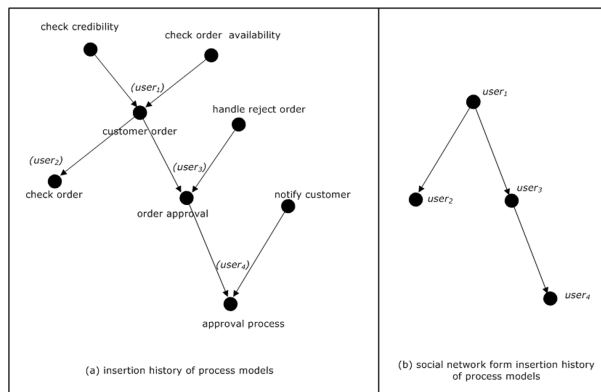 check credibility
check order availability
(user1)
user1
handle reject order
customer order
(user2)
(user3)
check order
notify customer
user2
user3
order approval
(user4)
user4
approval process
(a) insertion history of process models
(b) social network form insertion history
of process models